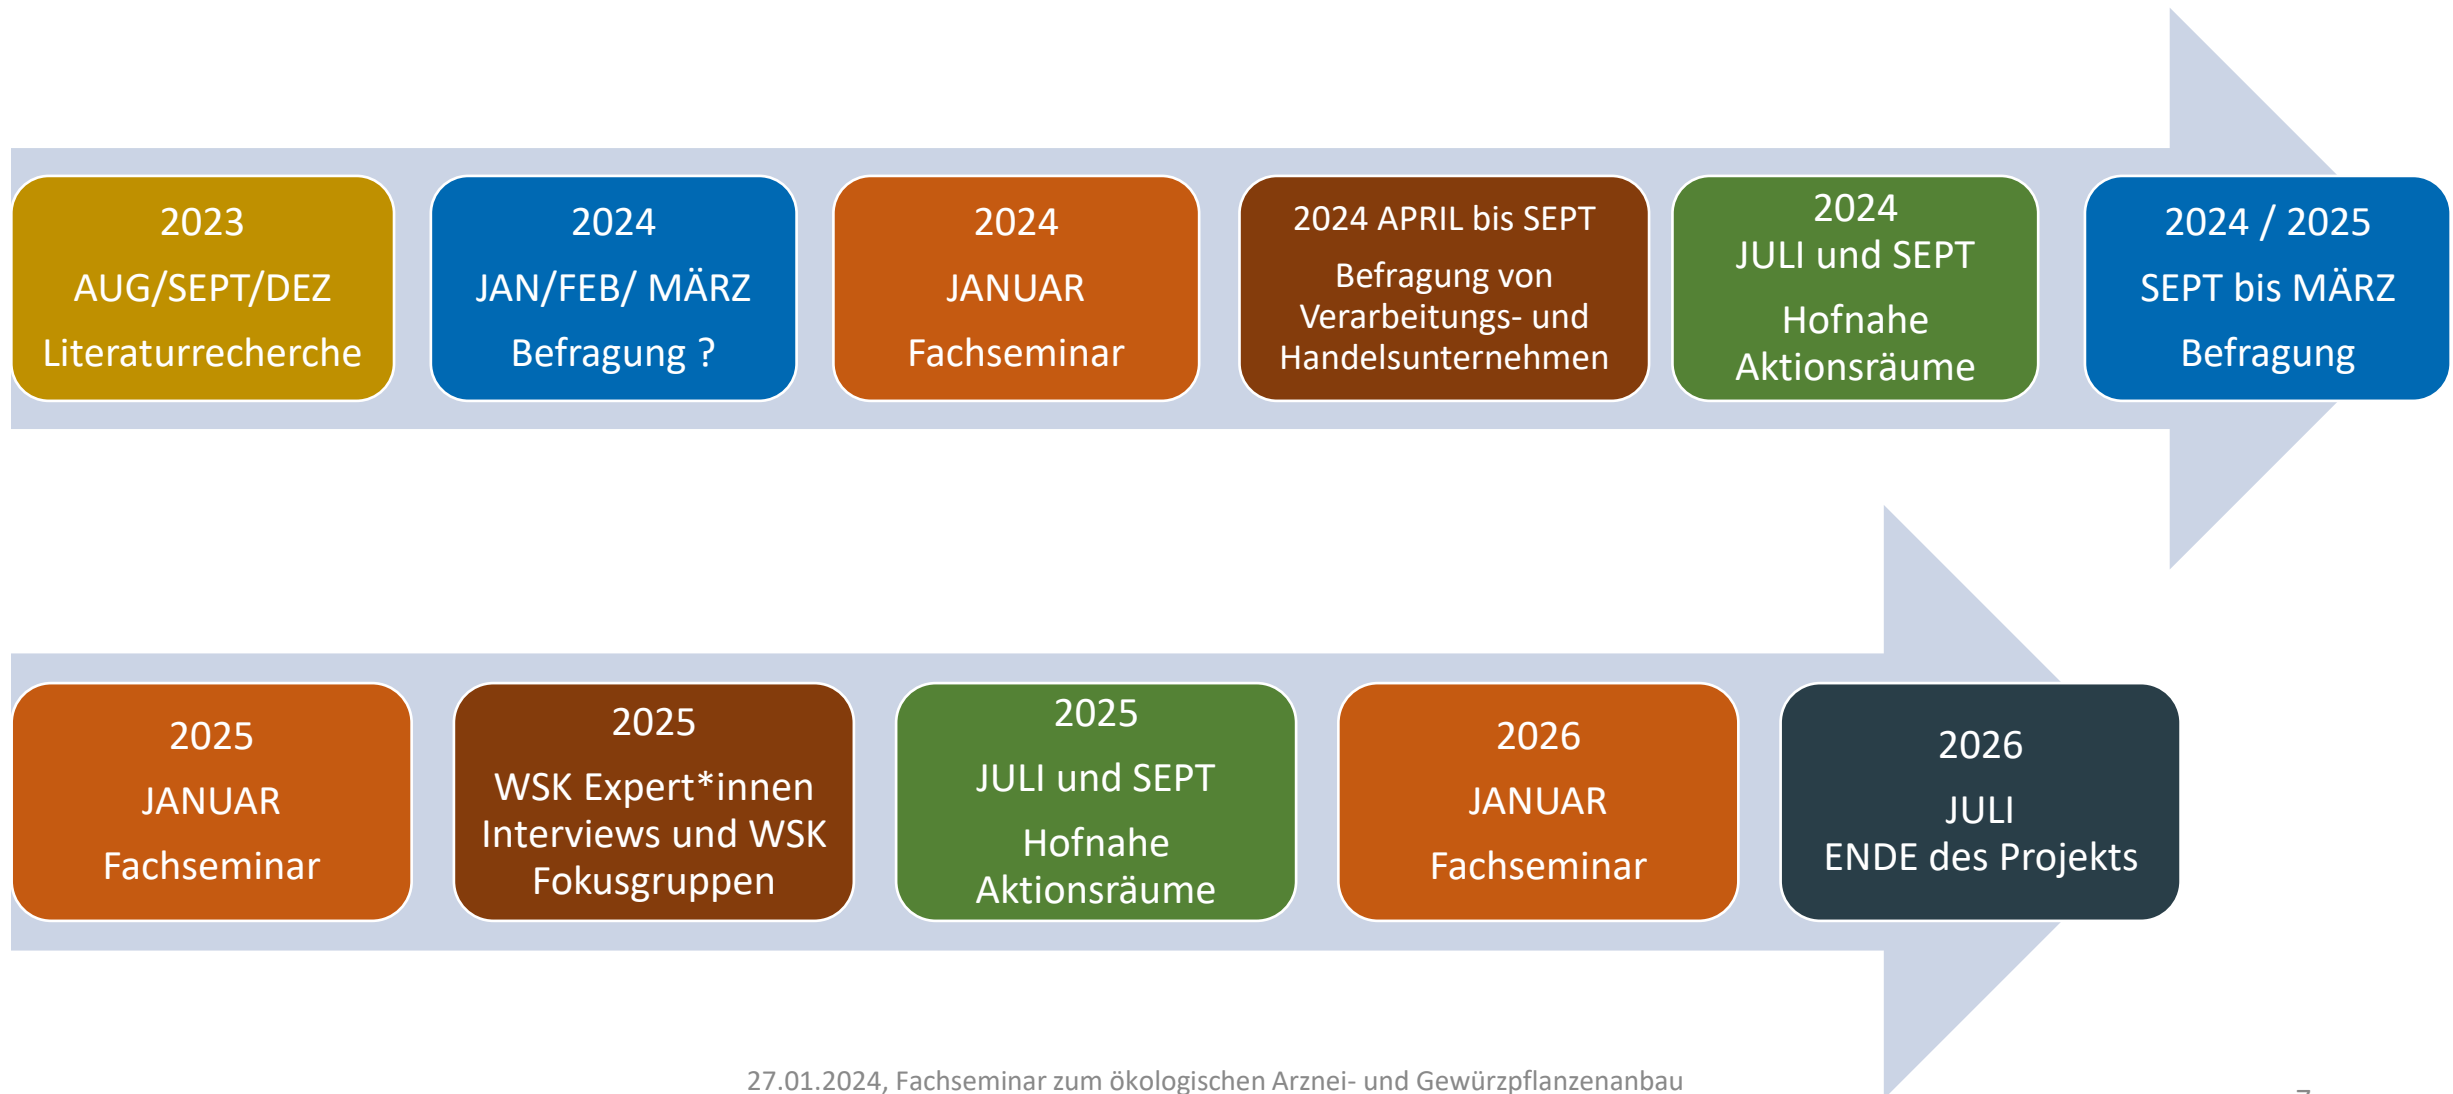 2023
AUG/SEPT/DEZ
Literaturrecherche
2024
JAN/FEB/ MÄRZ
Befragung ?
2024
JANUAR
Fachseminar
2024 APRIL bis SEPT
Befragung von
Verarbeitungs- und
Handelsunternehmen
2024
JULI und SEPT
Hofnahe
Aktionsräume
2024 / 2025
SEPT bis MÄRZ
Befragung
2025
JANUAR
Fachseminar
2025
WSK Expert*innen
Interviews und WSK
Fokusgruppen
2025
JULI und SEPT
Hofnahe
Aktionsräume
2026
JANUAR
Fachseminar
2026
JULI
ENDE des Projekts
27.01.2024, Fachseminar zum ökologischen Arznei- und Gewürzpflanzenanbau